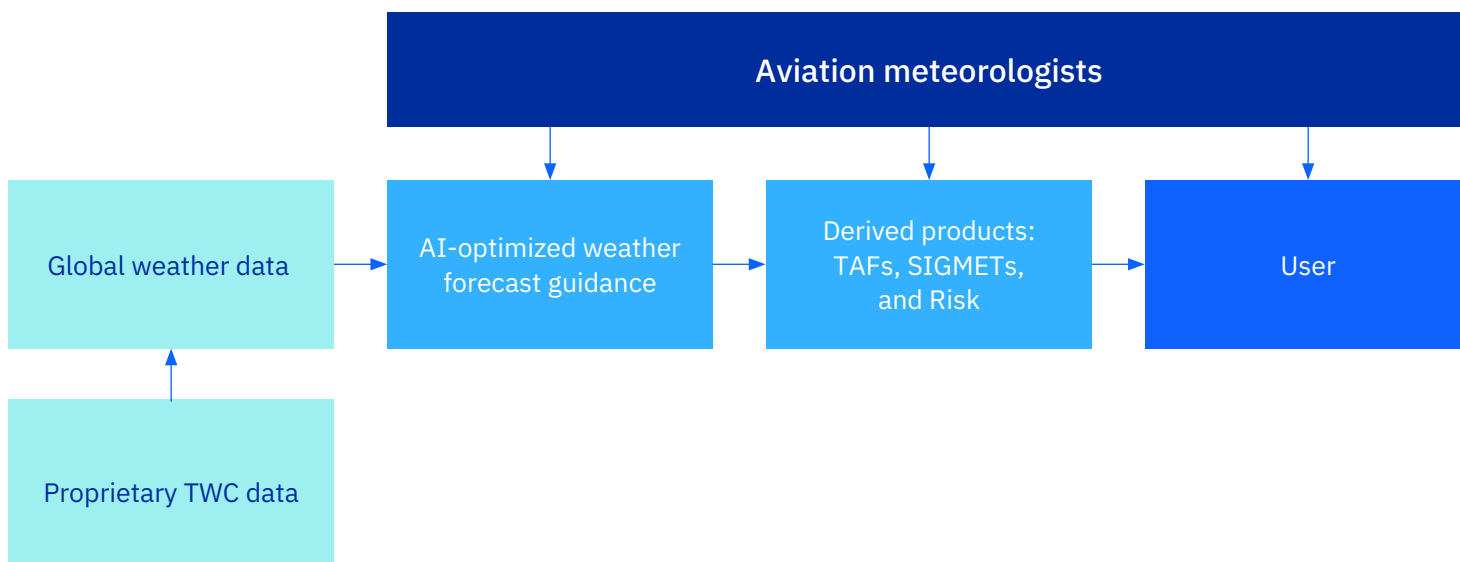 Aviation meteorologists
Global weather data
AI-optimized weather
forecast guidance
Derived products:
TAFs, SIGMETs,
and Risk
User
Proprietary TWC data